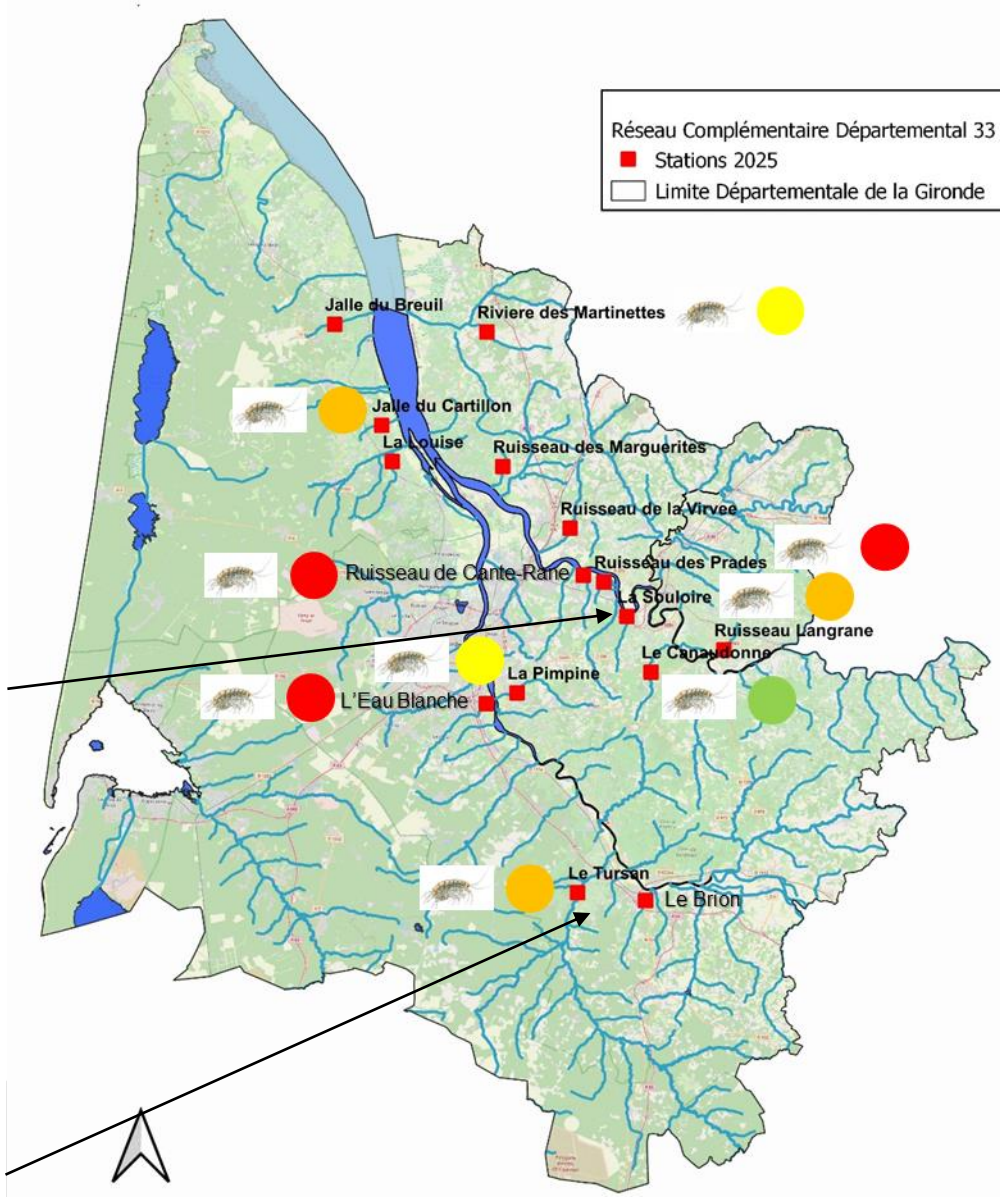 Réseau Complémentaire Départemental 33
Stations 2025
Limite Départementale de la Gironde
Jalle du Breuil
Riviere des Martinettes
Jalle du Cartillon
La Louise
Ruisseau des Marguerites
Ruisseau de la Virvee
Ruisseau de Cante-Rane
Ruisseau des Prades
La Souloire
Ruisseau Langrane
Le Canaudonne
La Pimpine
L'Eau Blanche
Le Tursan
Le Brion